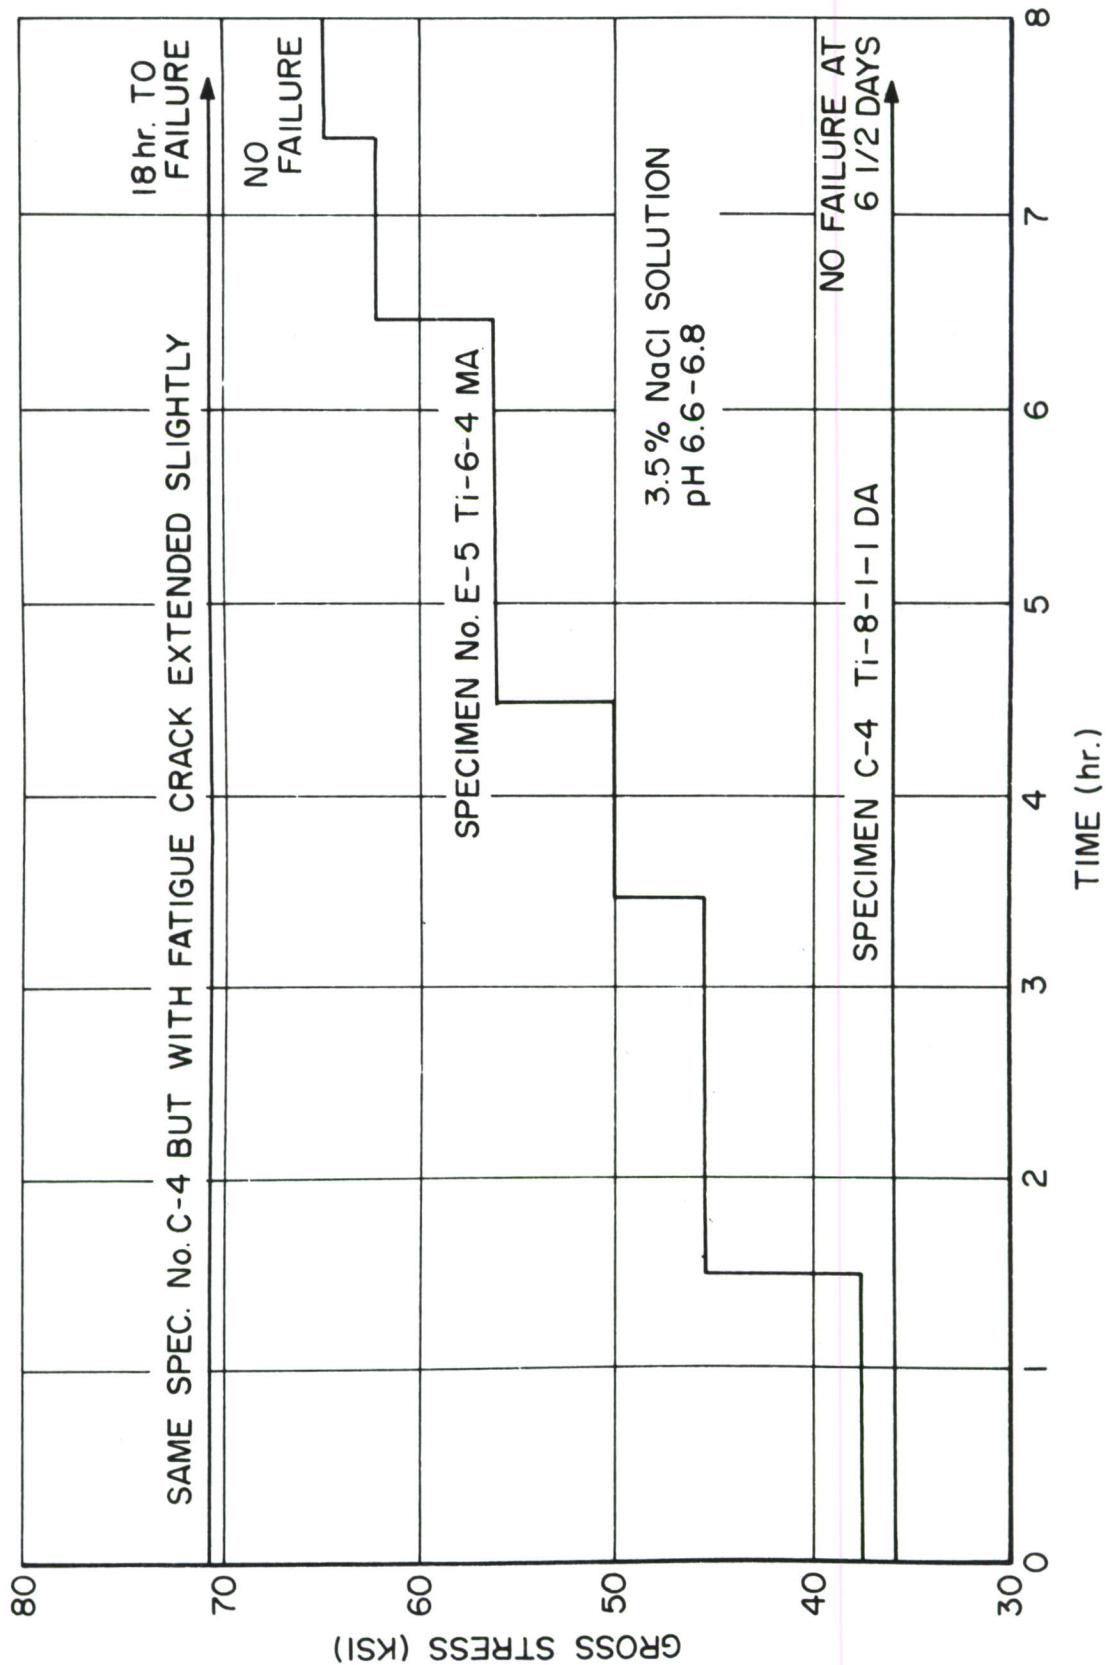 80
70
60
50
40
30
GROSS STRESS (KSI)
SAME SPEC. No. C-4 BUT WITH FATIGUE CRACK EXTENDED SLIGHTLY
18 hr. TO
FAILURE
NO
FAILURE
SPECIMEN No. E-5 Ti-6-4 MA
3.5% NaCl SOLUTION
pH 6.6-6.8
NO FAILURE AT
6 1/2 DAYS
SPECIMEN C-4 Ti-8-1-1 DA
0
1
2
3
4
5
6
7
8
TIME (hr.)